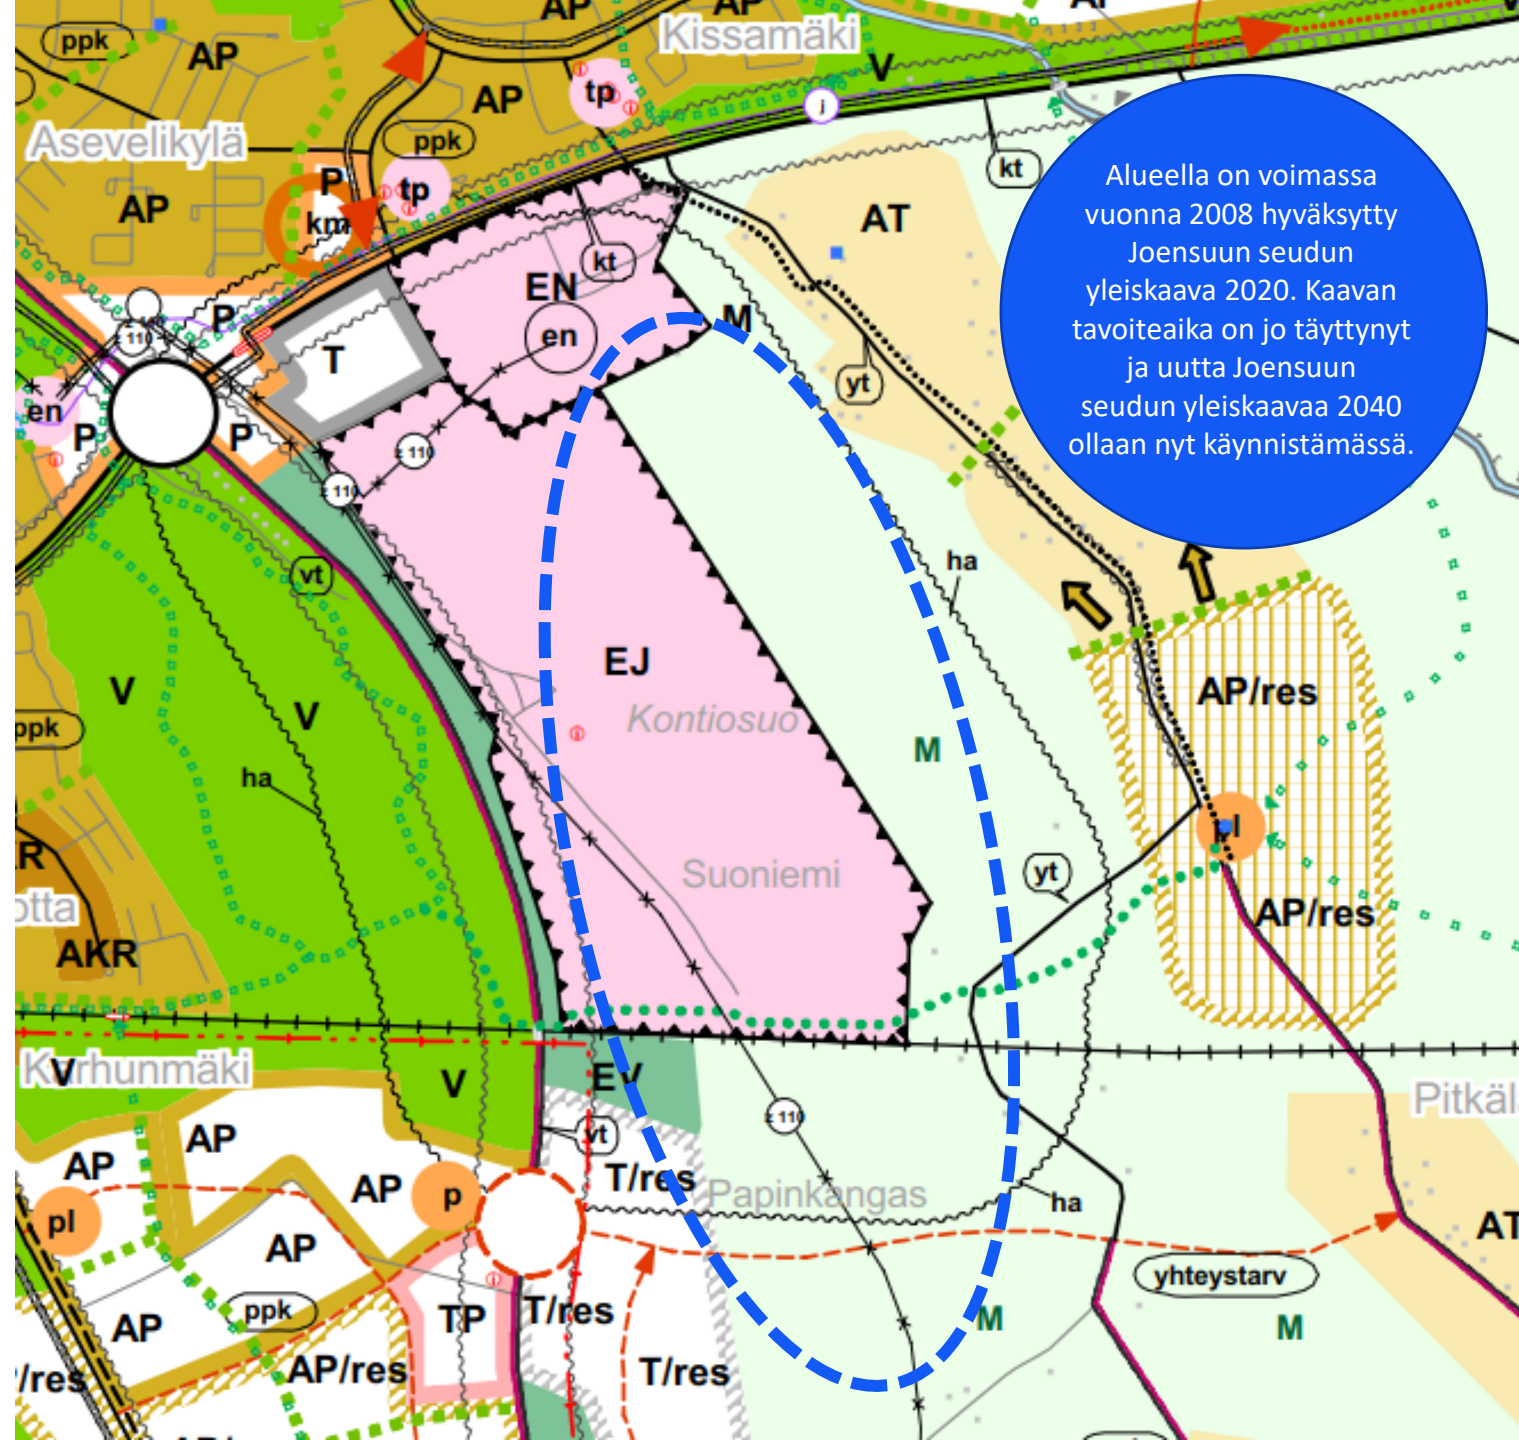 AP
AP
AP
ppk
Kissamäki
AP
V
tp
AP
j
Asevelikylä
ppk
kt
P
tp
AP
km
AT
kt
EN
P
M
en
T
110
yt
en
P
P
z 110
z 110
Alueella on voimassa
vuonna 2008 hyväksytty
Joensuun seudun
yleiskaava 2020. Kaavan
tavoiteaika on jo täyttynyt
ja uutta Joensuun
seudun yleiskaavaa 2040
ollaan nyt käynnistämässä.
ha
vt
EJ
AP/res
V
V
Kontiosuo
ppk
M
ha
pl
Suoniemi
yt
AP/res
AKR
EV
V
Karhunmäki
V
Pitkäl
z 110
vt
AP
AP
AP
p
T/res
Papinkangas
ha
pl
AP
AT
yhteystarv
ppk
AP
TP
T/res
M
M
AP/res
T/res
/res